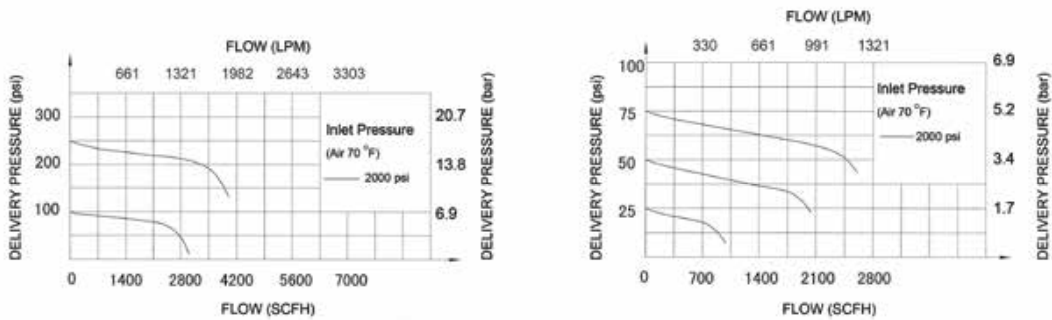 FLOW (LPM)
661 1321 1982 2643 3303
DELIVERY PRESSURE (psi)
300
200
100
20.7
13.8
6.9
DELIVERY PRESSURE (bar)
Inlet Pressure
(Air 70 °F)
2000 psi
0 1400 2800 4200 5600 7000
FLOW (SCFH)
FLOW (LPM)
330 661 991 1321
DELIVERY PRESSURE (psi)
100
75
50
25
6.9
5.2
3.4
1.7
DELIVERY PRESSURE (bar)
Inlet Pressure
(Air 70 °F)
2000 psi
0 700 1400 2100 2800
FLOW (SCFH)